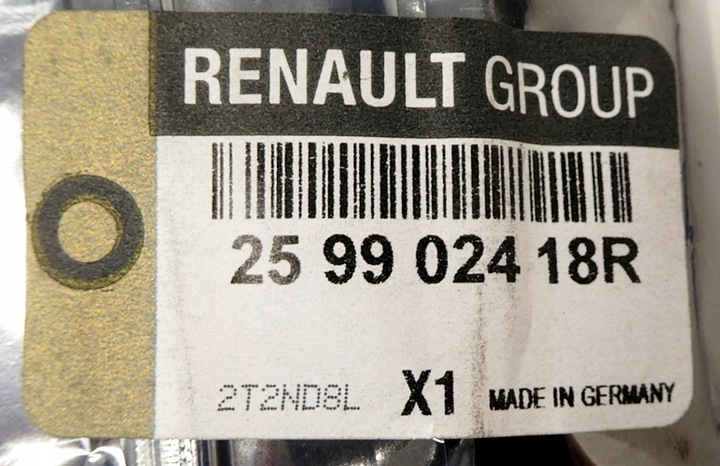 RENAULT GROUP
25 99 024 18R
2T2ND8L X1 MADE IN GERMANY